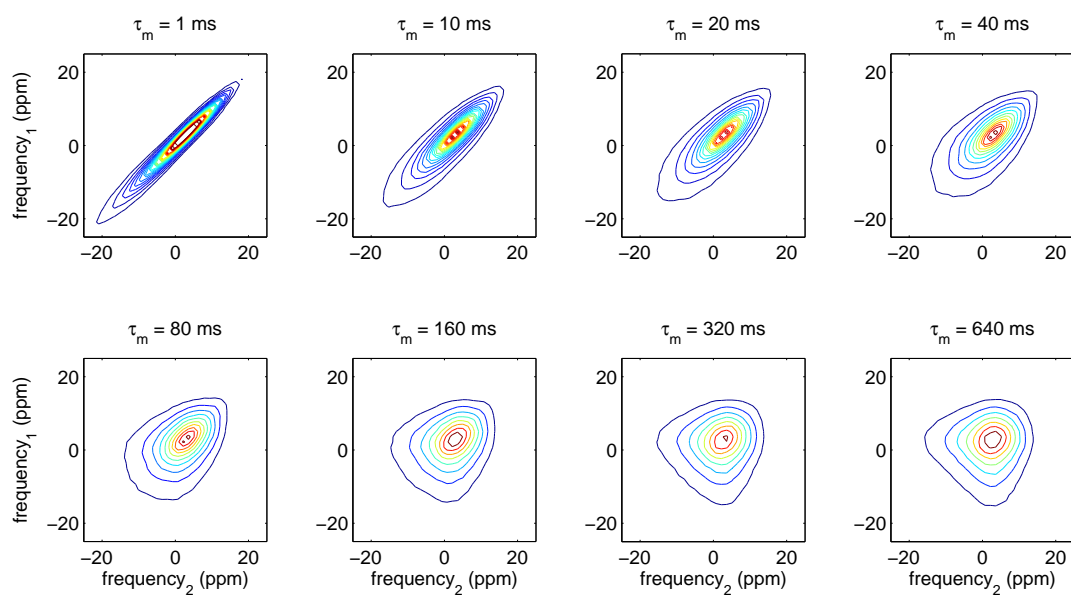 τm = 1 ms
τm = 10 ms
τm = 20 ms
τm = 40 ms
20
0
−20
−20 0 20
frequency1 (ppm)
20
0
−20
−20 0 20
20
0
−20
−20 0 20
20
0
−20
−20 0 20
τm = 80 ms
τm = 160 ms
τm = 320 ms
τm = 640 ms
20
0
−20
−20 0 20
frequency1 (ppm)
frequency2 (ppm)
20
0
−20
−20 0 20
frequency2 (ppm)
20
0
−20
−20 0 20
frequency2 (ppm)
20
0
−20
−20 0 20
frequency2 (ppm)